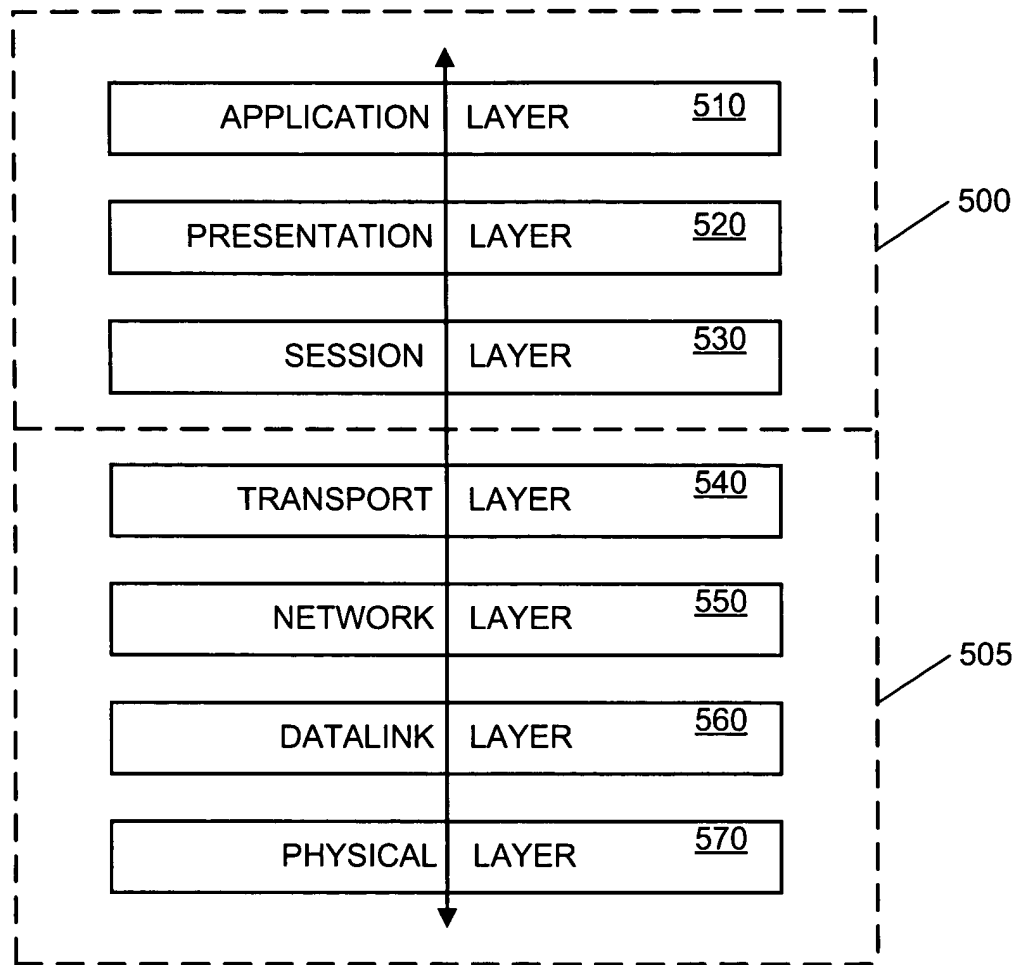 APPLICATION LAYER 510
500
PRESENTATION LAYER 520
SESSION LAYER 530
TRANSPORT LAYER 540
NETWORK LAYER 550
505
DATALINK LAYER 560
PHYSICAL LAYER 570